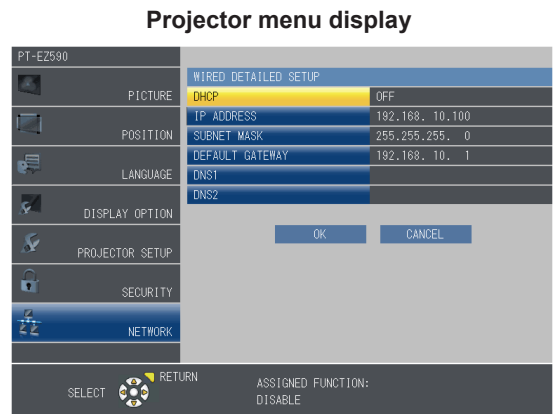 Projector menu display
PT-EZ590
PICTURE
POSITION
LANGUAGE
DISPLAY OPTION
PROJECTOR SETUP
SECURITY
NETWORK
WIRED DETAILED SETUP
DHCP OFF
IP ADDRESS 192.168. 10.100
SUBNET MASK 255.255.255. 0
DEFAULT GATEWAY 192.168. 10. 1
DNS1
DNS2
OK CANCEL
SELECT RETURN
ASSIGNED FUNCTION:
DISABLE